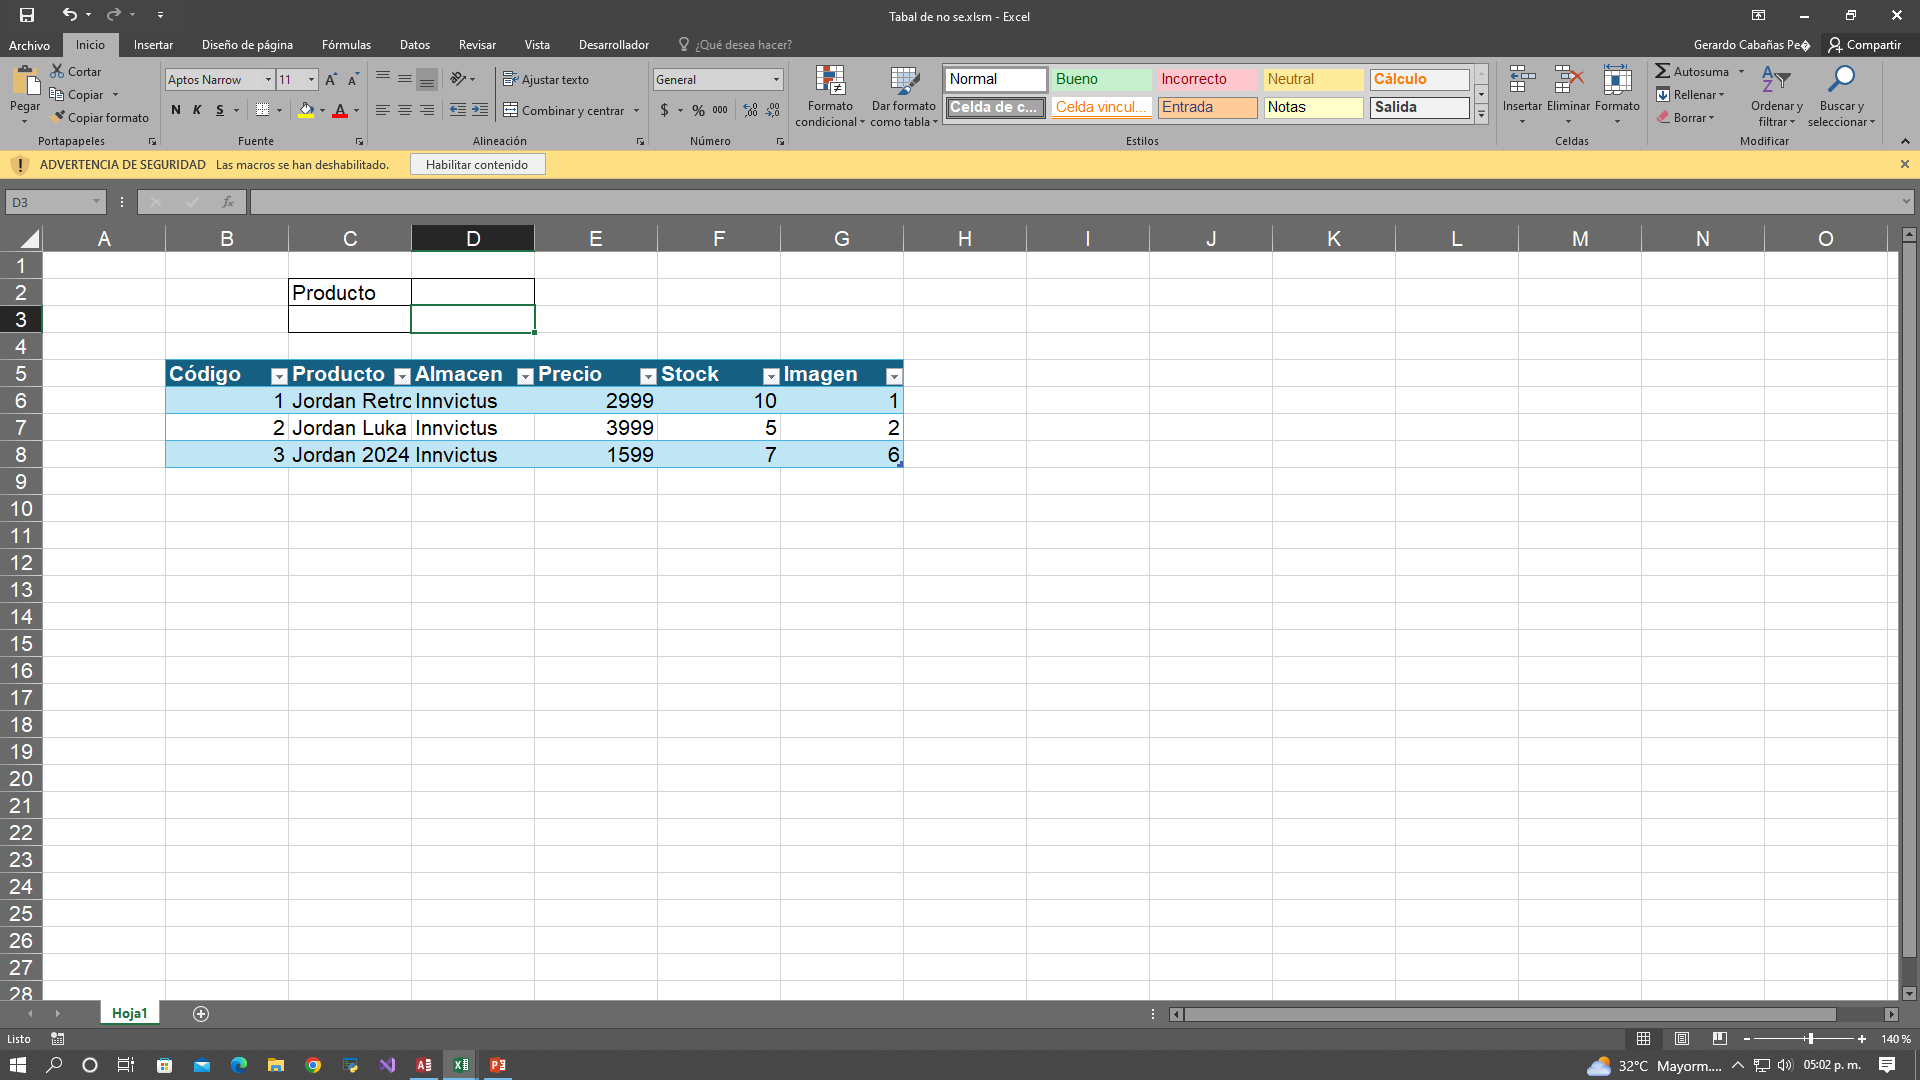 Tabal de no se.xlsm - Excel
Archivo Inicio Insertar Diseño de página Fórmulas Datos Revisar Vista Desarrollador ¿Qué desea hacer? Gerardo Cabañas Pe� Compartir
Pegar Cortar Copiar Copiar formato Portapapeles
Aptos Narrow 11 N K S Fuente
Ajustar texto Combinar y centrar Alineación
General $ % 000 Número
Formato condicional Dar formato como tabla
Normal Bueno Incorrecto Neutral Cálculo
Celda de c... Celda vincul... Entrada Notas Salida
Estilos
Insertar Eliminar Formato Celdas
Autosuma Rellenar Borrar Ordenar y filtrar Buscar y seleccionar Modificar
ADVERTENCIA DE SEGURIDAD Las macros se han deshabilitado. Habilitar contenido
D3 fx
A B C D E F G H I J K L M N O
1
2 Producto
3
4
5 Código Producto Almacen Precio Stock Imagen
6 1 Jordan Retro Innvictus 2999 10 1
7 2 Jordan Luka Innvictus 3999 5 2
8 3 Jordan 2024 Innvictus 1599 7 6
9
10
11
12
13
14
15
16
17
18
19
20
21
22
23
24
25
26
27
28
Hoja1
Listo 140 %
32°C Mayorm.... 05:02 p. m.